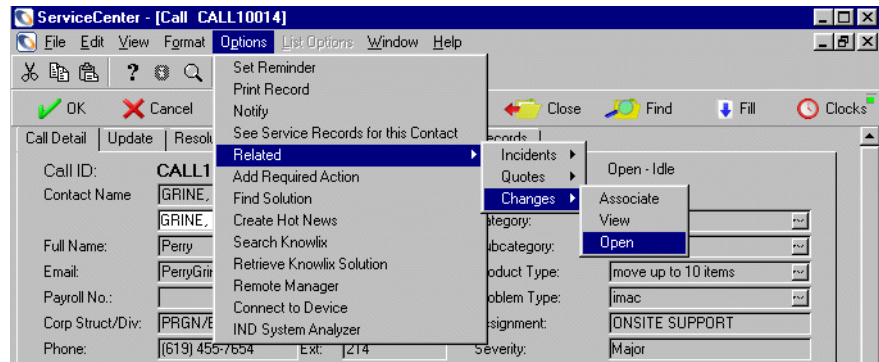 ServiceCenter - [Call CALL10014]
File Edit View Format Options List Options Window Help
?
OK Cancel Close Find Fill Clocks
Call Detail Update
Set Reminder
Print Record
Notify
See Service Records for this Contact
Related
Add Required Action
Find Solution
Create Hot News
Search Knowlix
Retrieve Knowlix Solution
Remote Manager
Connect to Device
IND System Analyzer
Incidents
Quotes
Changes
Associate
View
Open
Call ID: CALL1 Open - Idle
Contact Name GRINE,
GRINE,
Full Name: Perry
Email: PerryGrin move up to 10 items
Payroll No.: imac
Corp Struct/Div: PRGN/ ONSITE SUPPORT
Phone: (619) 455-7654 Ext: 214 Severity: Major